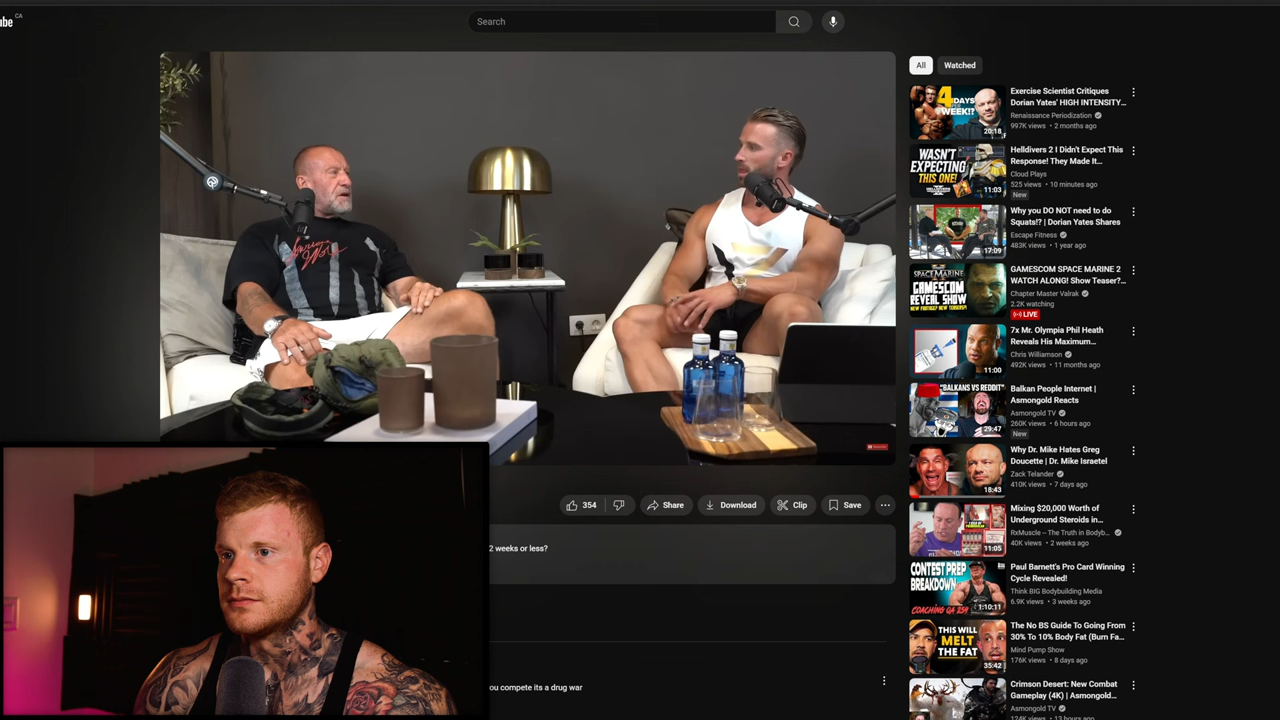 be CA
Search
All
Watched
4 DAYS
PER WEEK!?
20:18
Exercise Scientist Critiques
Dorian Yates' HIGH INTENSITY...
Renaissance Periodization
997K views • 2 months ago
WASN'T
EXPECTING
THIS ONE!
11:03
Helldivers 2 I Didn't Expect This
Response! They Made It...
Cloud Plays
525 views • 10 minutes ago
New
17:09
Why you DO NOT need to do
Squats!? | Dorian Yates Shares
Escape Fitness
483K views • 1 year ago
SPACE MARINE
GAMESCOM
REVEAL SHOW
GAMESCOM SPACE MARINE 2
WATCH ALONG! Show Teaser?...
Chapter Master Valrak
2.2K watching
LIVE
11:00
7x Mr. Olympia Phil Heath
Reveals His Maximum...
Chris Williamson
492K views • 11 months ago
"BALKANS VS REDDIT"
29:47
Balkan People Internet |
Asmongold Reacts
Asmongold TV
260K views • 6 hours ago
New
18:43
Why Dr. Mike Hates Greg
Doucette | Dr. Mike Israetel
Zack Telander
410K views • 7 days ago
11:05
Mixing $20,000 Worth of
Underground Steroids in...
RxMuscle – The Truth in Bodyb...
40K views • 2 weeks ago
CONTEST PREP
BREAKDOWN
COACHING QA 259
1:10:11
Paul Barnett's Pro Card Winning
Cycle Revealed!
Think BIG Bodybuilding Media
6.9K views • 3 weeks ago
THIS WILL
MELT
THE FAT
35:42
The No BS Guide To Going From
30% To 10% Body Fat (Burn Fa...
Mind Pump Show
176K views • 8 days ago
Crimson Desert: New Combat
Gameplay (4K) | Asmongold...
Asmongold TV
124K views • 13 hours ago
354
Share
Download
Clip
Save
2 weeks or less?
ou compete its a drug war